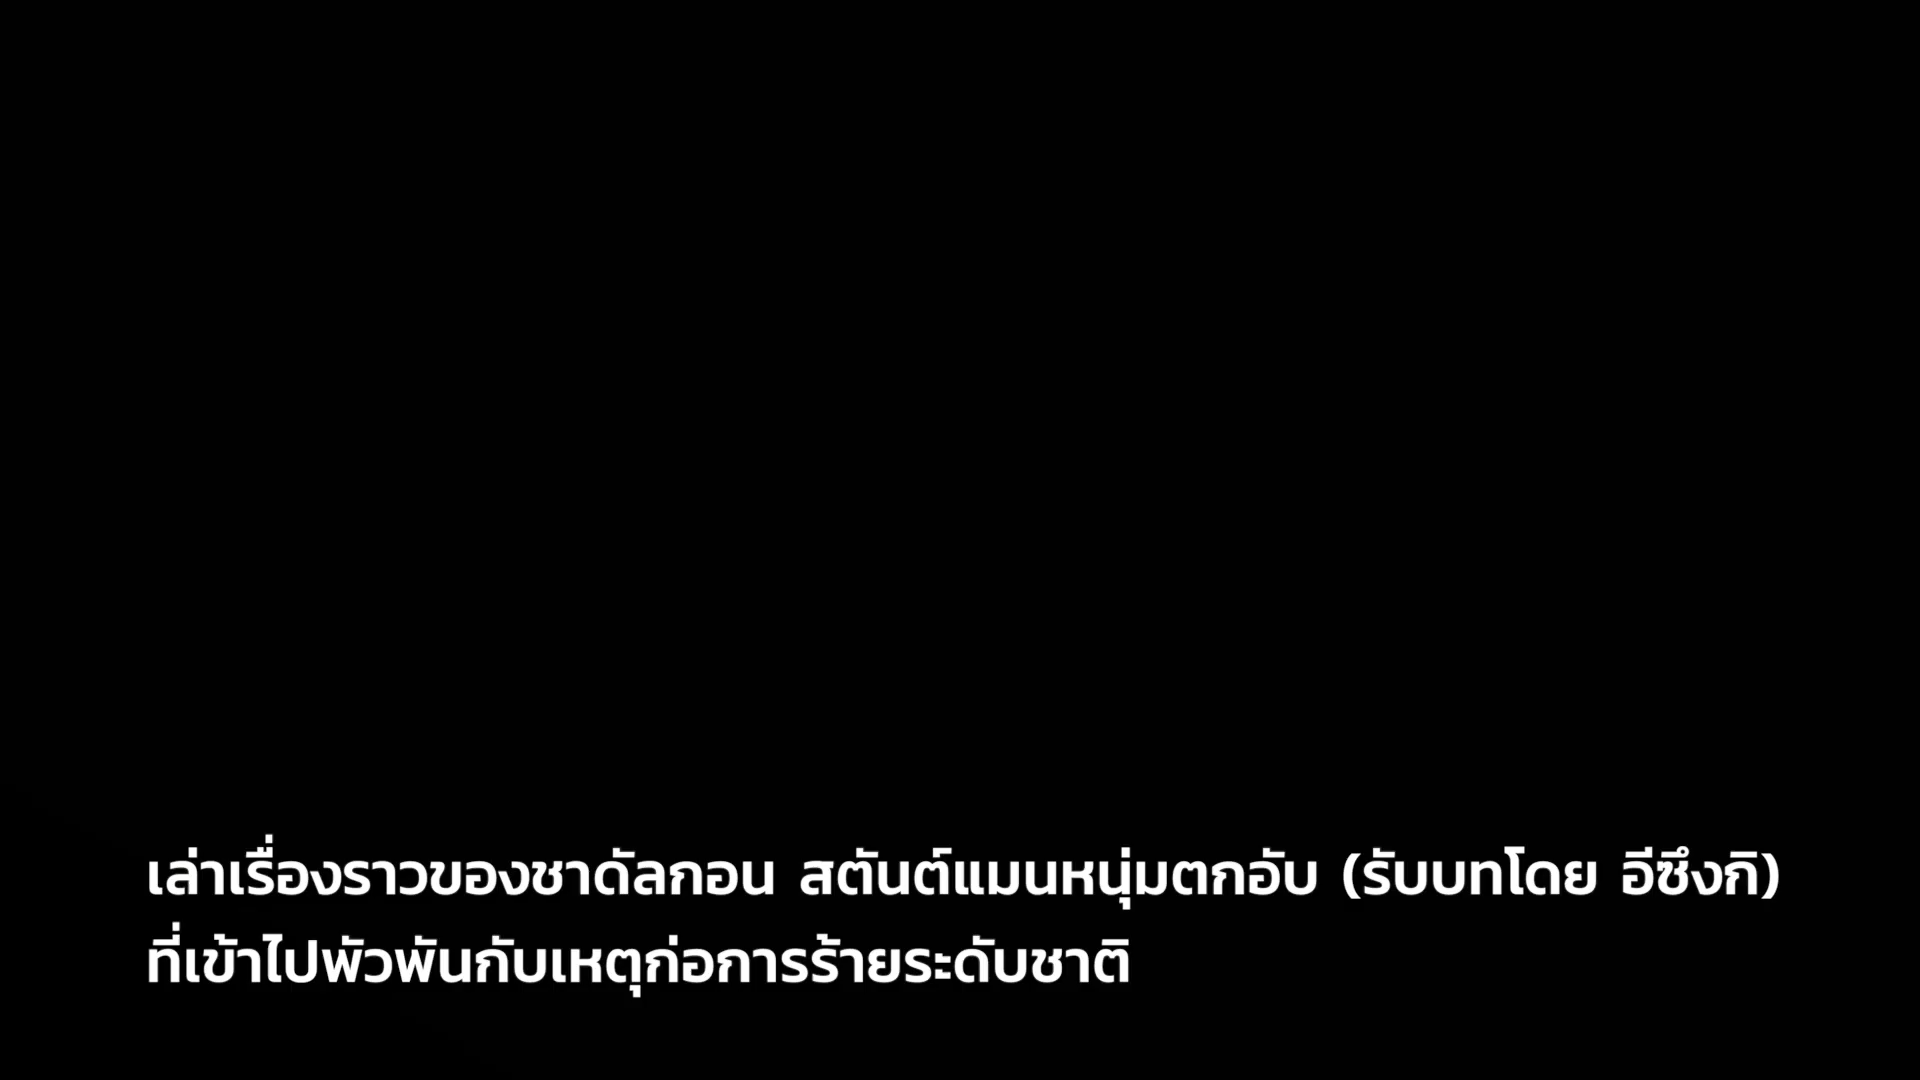 เล่าเรื่องราวของชาดัลกอน สตันต์แมนหนุ่มตกอับ (รับบทโดย อีซึงกิ)
ที่เข้าไปพัวพันกับเหตุก่อการร้ายระดับชาติ